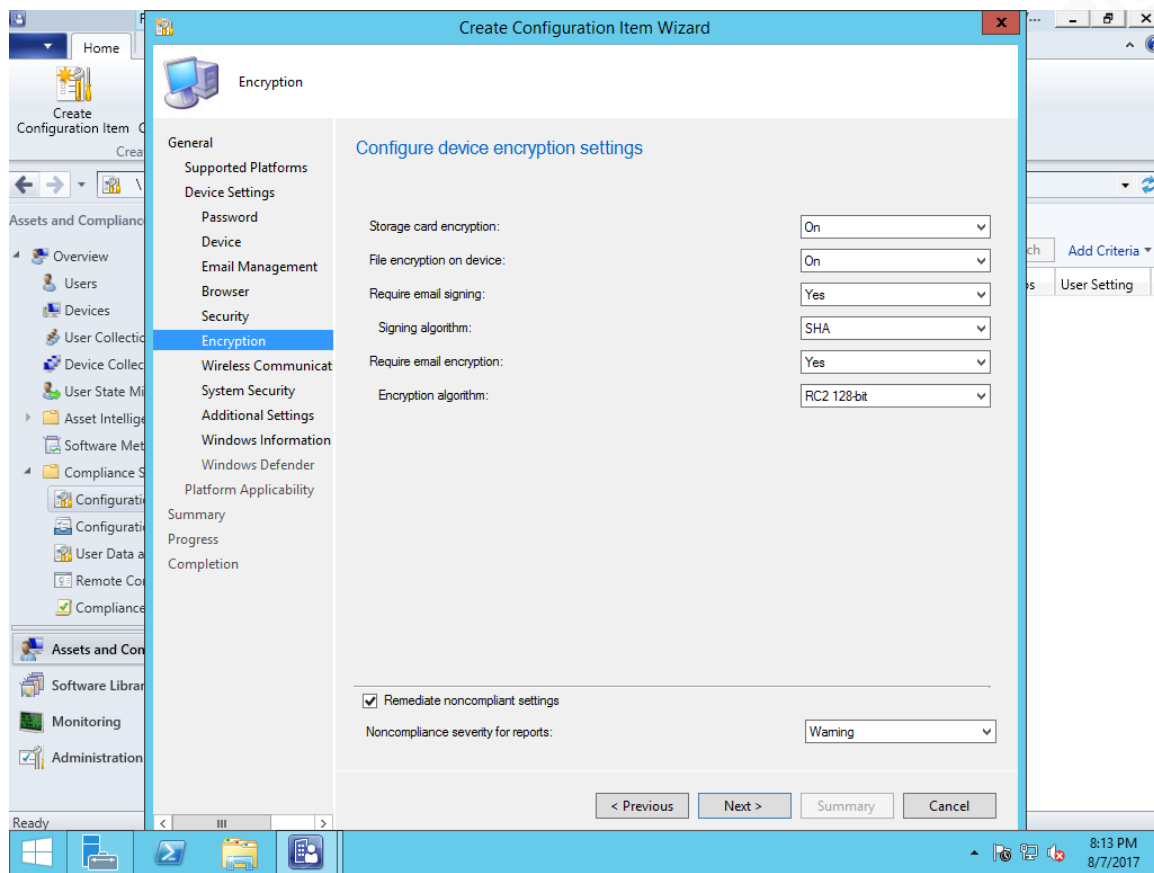 Create Configuration Item Wizard
Home
Create
Configuration Item
Crea
Encryption
General
Supported Platforms
Device Settings
Password
Device
Email Management
Browser
Security
Encryption
Wireless Communicat
System Security
Additional Settings
Windows Information
Windows Defender
Platform Applicability
Summary
Progress
Completion
Configure device encryption settings
Storage card encryption: On
File encryption on device: On
Require email signing: Yes
Signing algorithm: SHA
Require email encryption: Yes
Encryption algorithm: RC2 128-bit
Remediate noncompliant settings
Noncompliance severity for reports: Warning
< Previous Next > Summary Cancel
Assets and Complianc
Overview
Users
Devices
User Collectic
Device Collec
User State Mi
Asset Intellige
Software Met
Compliance S
Configurati
Configurati
User Data a
Remote Co
Compliance
Assets and Con
Software Librar
Monitoring
Administration
Ready
ch Add Criteria
User Setting
8:13 PM
8/7/2017